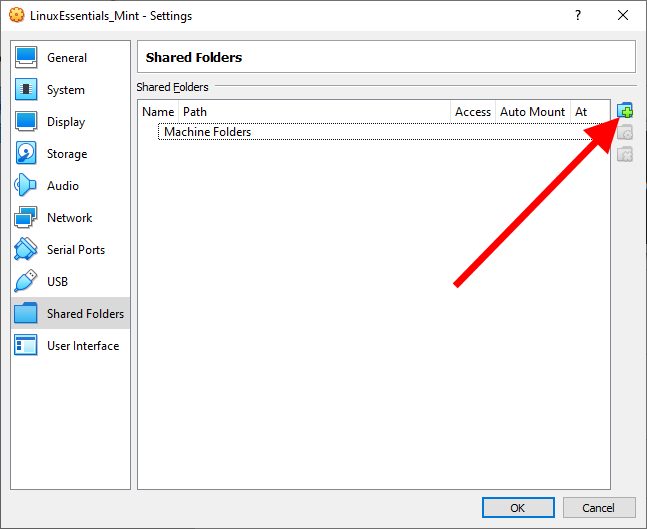 LinuxEssentials_Mint - Settings
?
General
System
Display
Storage
Audio
Network
Serial Ports
USB
Shared Folders
User Interface
Shared Folders
Shared Folders
Name Path Access Auto Mount At
Machine Folders
OK Cancel